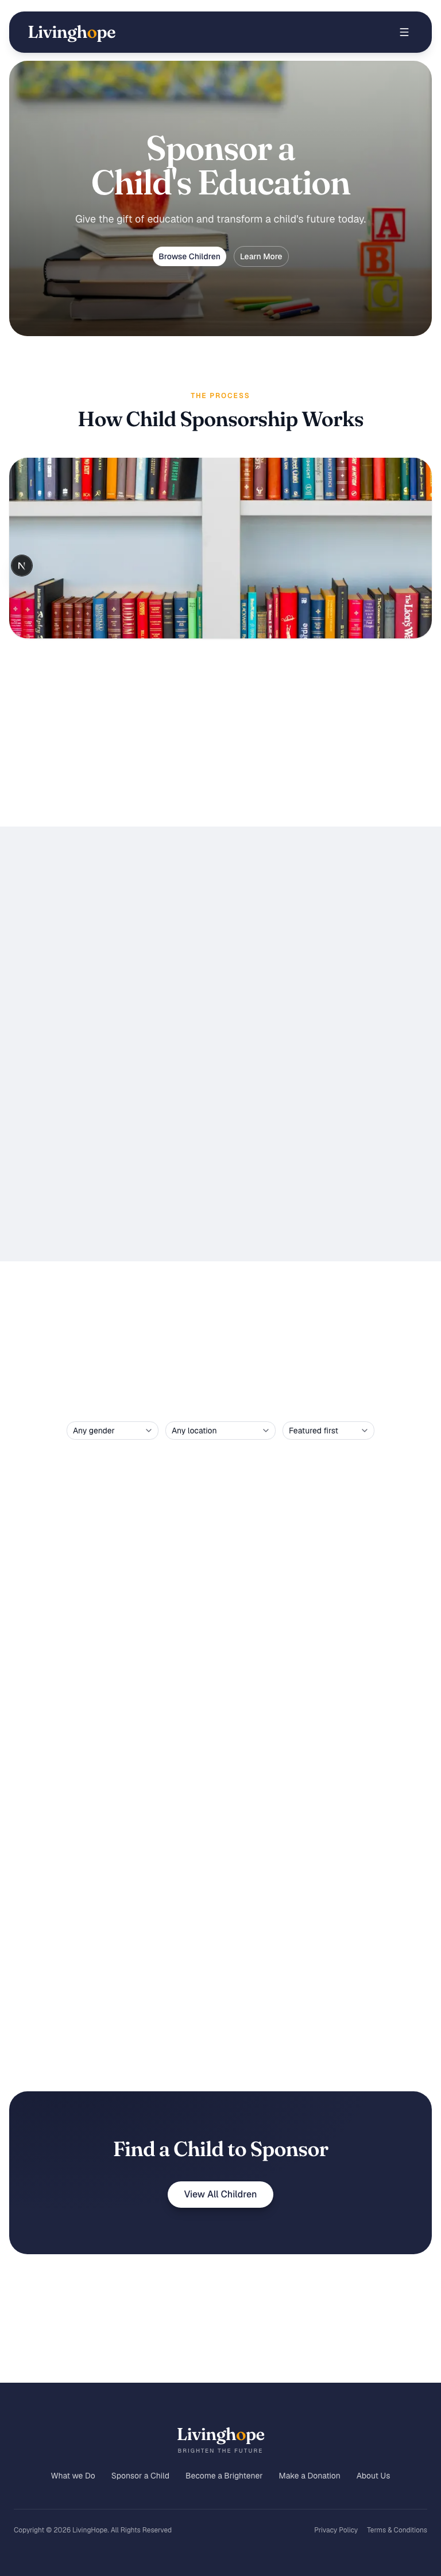 Livinghope
Sponsor a
Child's Education
Give the gift of education and transform a child's future today.
Browse Children
Learn More
A
B
C
THE PROCESS
How Child Sponsorship Works
N
Any gender
Any location
Featured first
Find a Child to Sponsor
View All Children
Livinghope
BRIGHTEN THE FUTURE
What we Do
Sponsor a Child
Become a Brightener
Make a Donation
About Us
Copyright © 2026 LivingHope. All Rights Reserved
Privacy Policy
Terms & Conditions